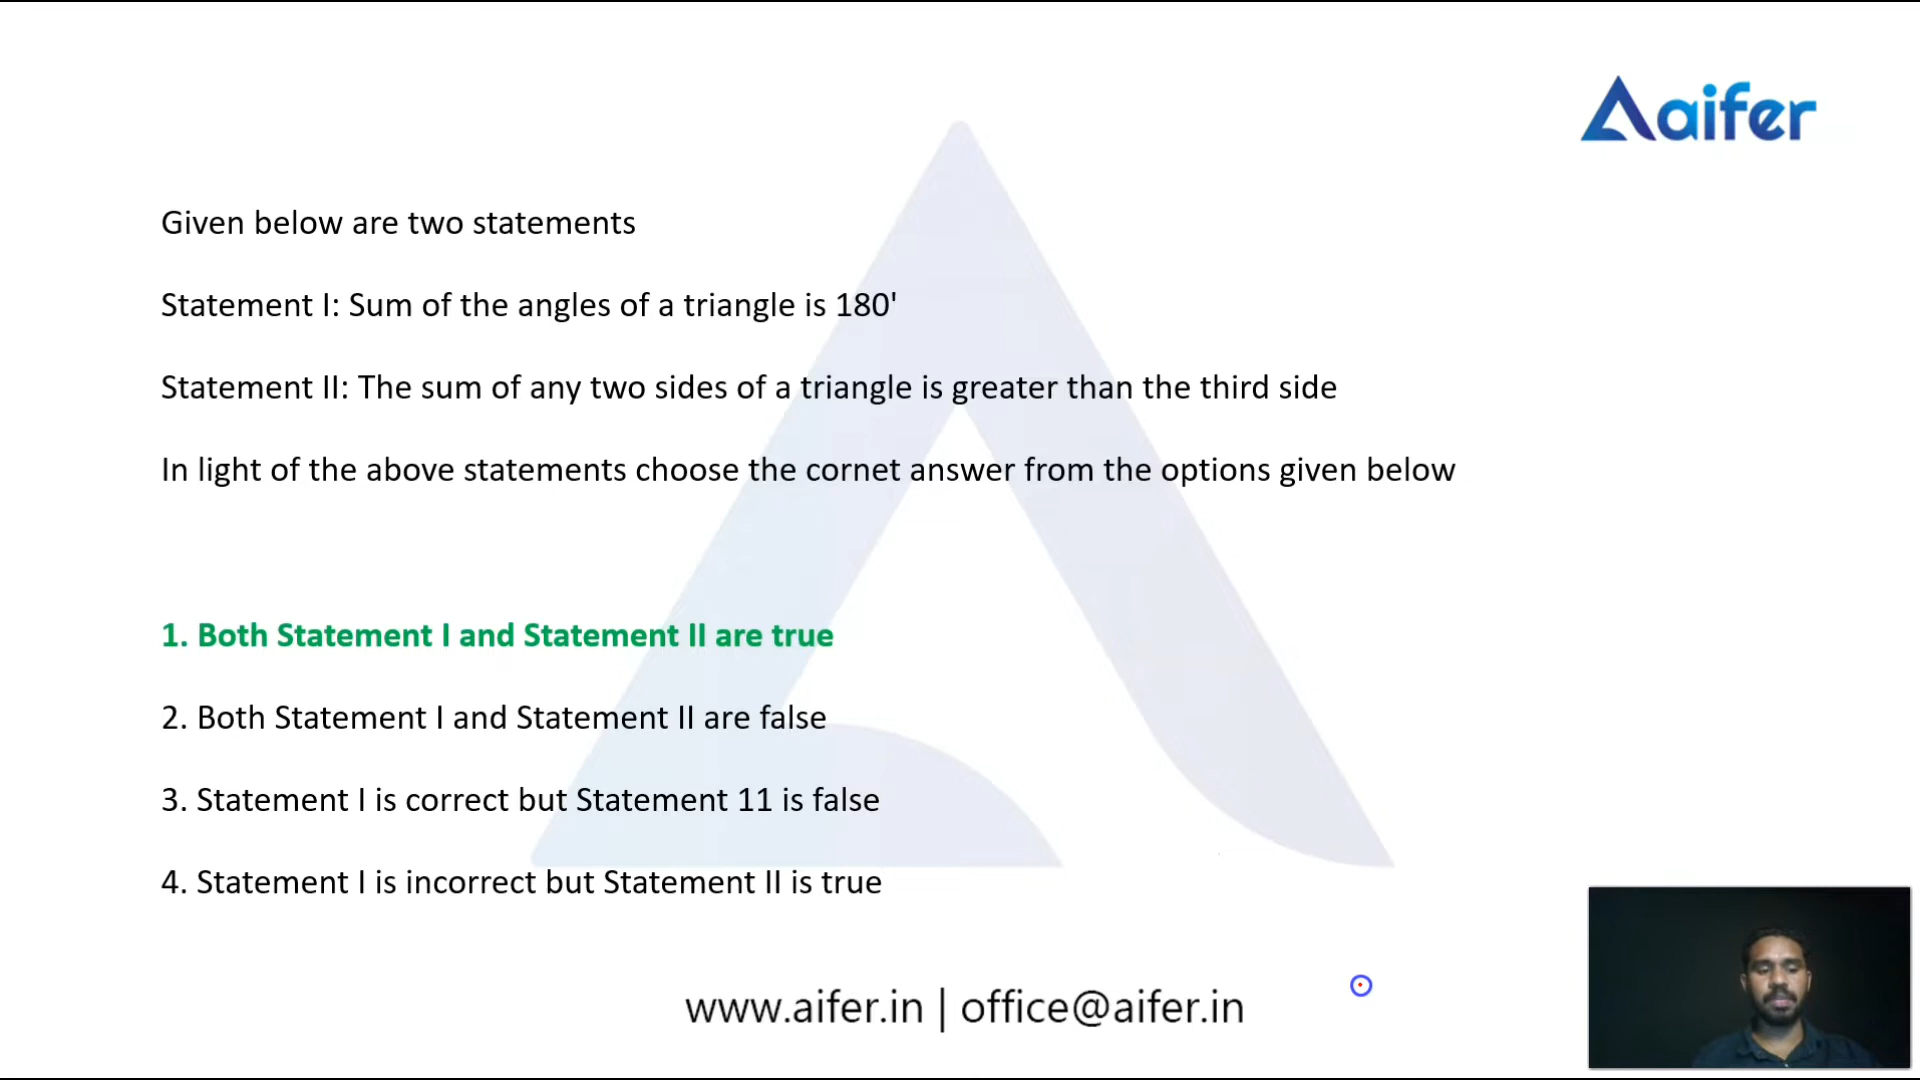 aifer
Given below are two statements
Statement I: Sum of the angles of a triangle is 180'
Statement II: The sum of any two sides of a triangle is greater than the third side
In light of the above statements choose the cornet answer from the options given below
1. Both Statement I and Statement II are true
2. Both Statement I and Statement II are false
3. Statement I is correct but Statement 11 is false
4. Statement I is incorrect but Statement II is true
www.aifer.in | office@aifer.in